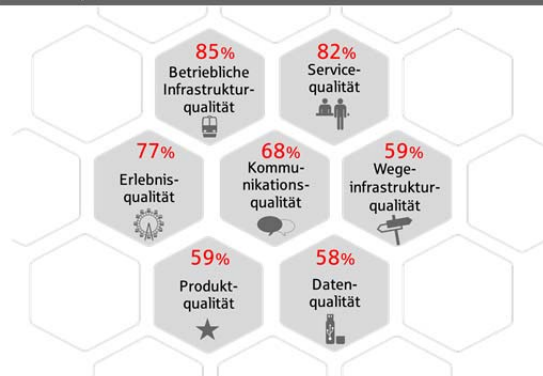 85%
Betriebliche
Infrastruktur-
qualität
82%
Service-
qualität
77%
Erlebnis-
qualität
68%
Kommu-
nikations-
qualität
59%
Wege-
infrastruktur-
qualität
59%
Produkt-
qualität
58%
Daten-
qualität